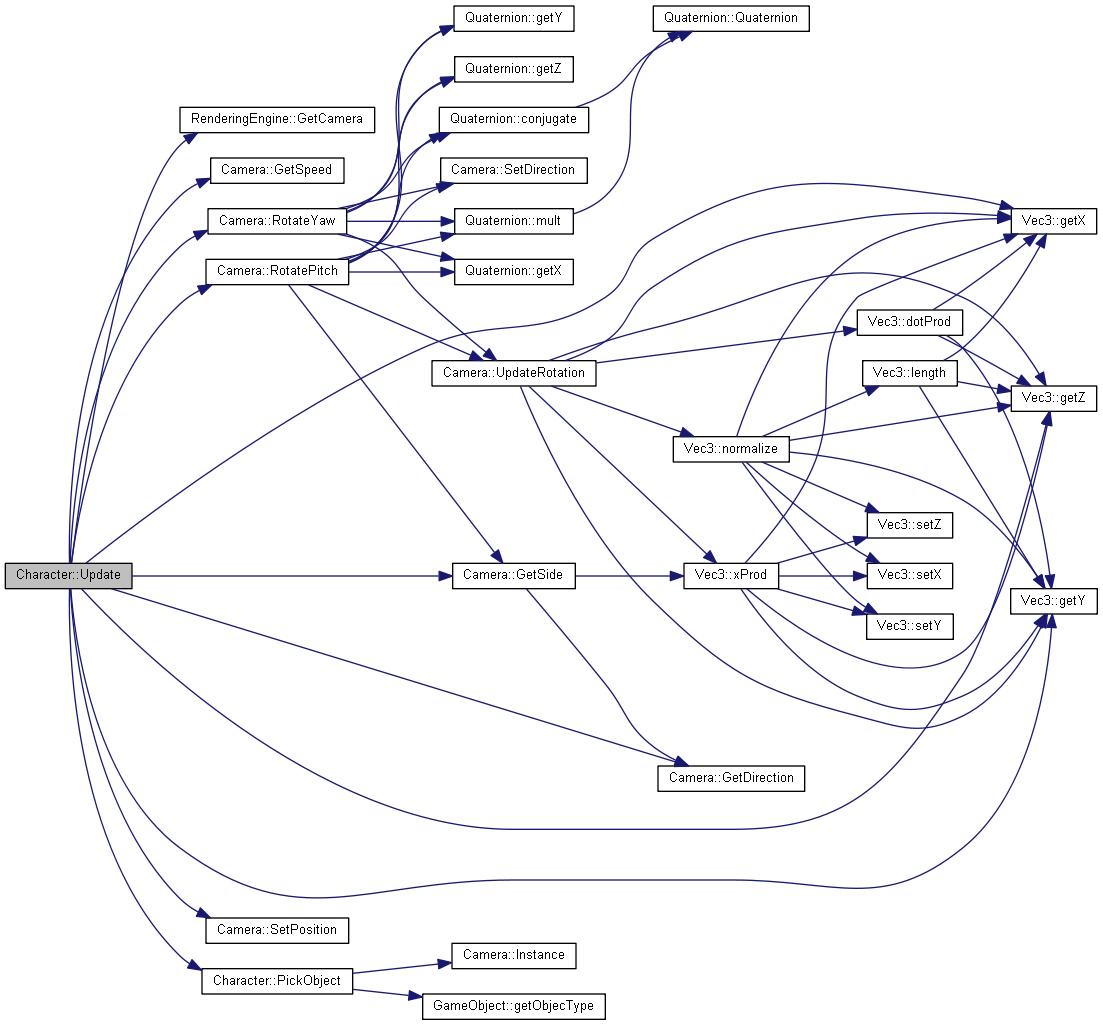 Quaternion::getY
Quaternion::Quaternion
Quaternion::getZ
RenderingEngine::GetCamera
Quaternion::conjugate
Camera::GetSpeed
Camera::SetDirection
Camera::RotateYaw
Quaternion::mult
Vec3::getX
Camera::RotatePitch
Quaternion::getX
Vec3::dotProd
Camera::UpdateRotation
Vec3::length
Vec3::getZ
Vec3::normalize
Vec3::setZ
Character::Update
Camera::GetSide
Vec3::xProd
Vec3::setX
Vec3::getY
Vec3::setY
Camera::GetDirection
Camera::SetPosition
Camera::Instance
Character::PickObject
GameObject::getObjecType